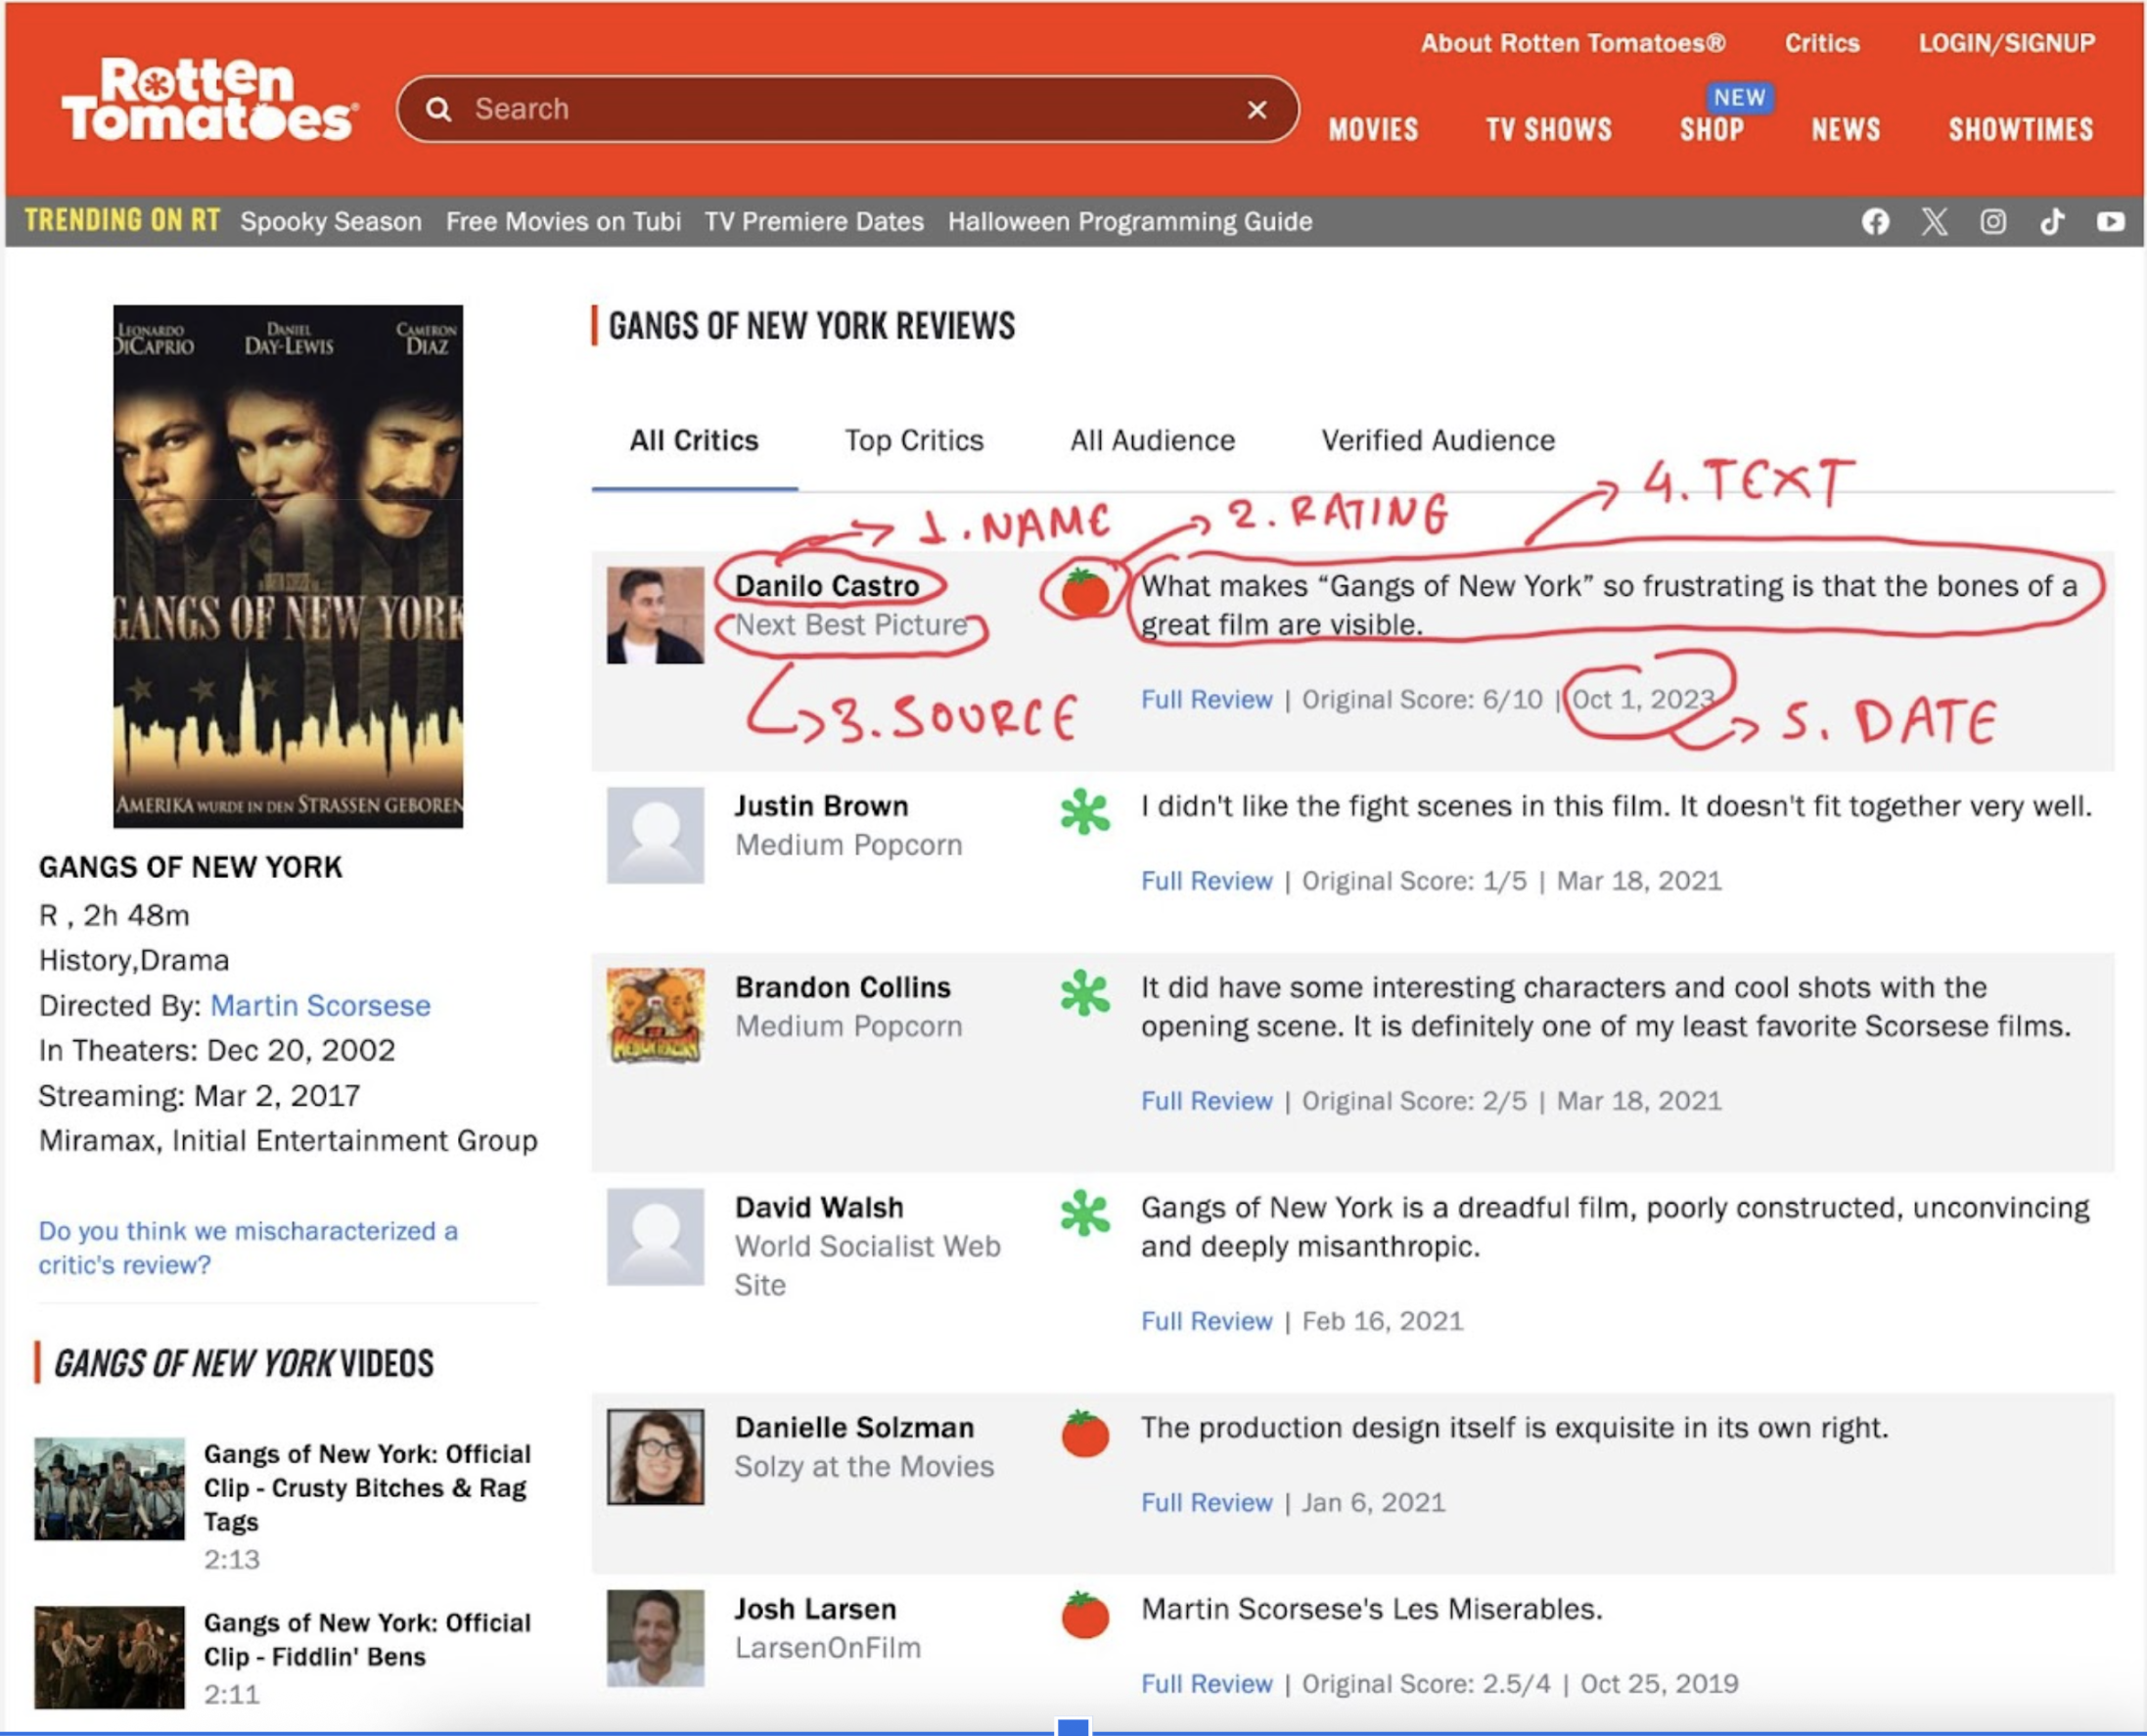 About Rotten Tomatoes® Critics LOGIN/SIGNUP
Rotten
Tomatoes®
Search
NEW
MOVIES TV SHOWS SHOP NEWS SHOWTIMES
TRENDING ON RT Spooky Season Free Movies on Tubi TV Premiere Dates Halloween Programming Guide
LEONARDO
DICAPRIO
DANIEL
DAY-LEWIS
CAMERON
DIAZ
GANGS OF NEW YORK
AMERIKA WURDE IN DEN STRASSEN GEBOREN
GANGS OF NEW YORK
R , 2h 48m
History,Drama
Directed By: Martin Scorsese
In Theaters: Dec 20, 2002
Streaming: Mar 2, 2017
Miramax, Initial Entertainment Group
Do you think we mischaracterized a
critic's review?
GANGS OF NEW YORK VIDEOS
Gangs of New York: Official
Clip - Crusty Bitches & Rag
Tags
2:13
Gangs of New York: Official
Clip - Fiddlin' Bens
2:11
GANGS OF NEW YORK REVIEWS
All Critics Top Critics All Audience Verified Audience
1. NAME
2. RATING
4. TEXT
Danilo Castro
Next Best Picture
What makes “Gangs of New York” so frustrating is that the bones of a
great film are visible.
Full Review | Original Score: 6/10 | Oct 1, 2023
3. SOURCE
5. DATE
Justin Brown
Medium Popcorn
I didn't like the fight scenes in this film. It doesn't fit together very well.
Full Review | Original Score: 1/5 | Mar 18, 2021
Brandon Collins
Medium Popcorn
It did have some interesting characters and cool shots with the
opening scene. It is definitely one of my least favorite Scorsese films.
Full Review | Original Score: 2/5 | Mar 18, 2021
David Walsh
World Socialist Web
Site
Gangs of New York is a dreadful film, poorly constructed, unconvincing
and deeply misanthropic.
Full Review | Feb 16, 2021
Danielle Solzman
Solzy at the Movies
The production design itself is exquisite in its own right.
Full Review | Jan 6, 2021
Josh Larsen
LarsenOnFilm
Martin Scorsese's Les Miserables.
Full Review | Original Score: 2.5/4 | Oct 25, 2019